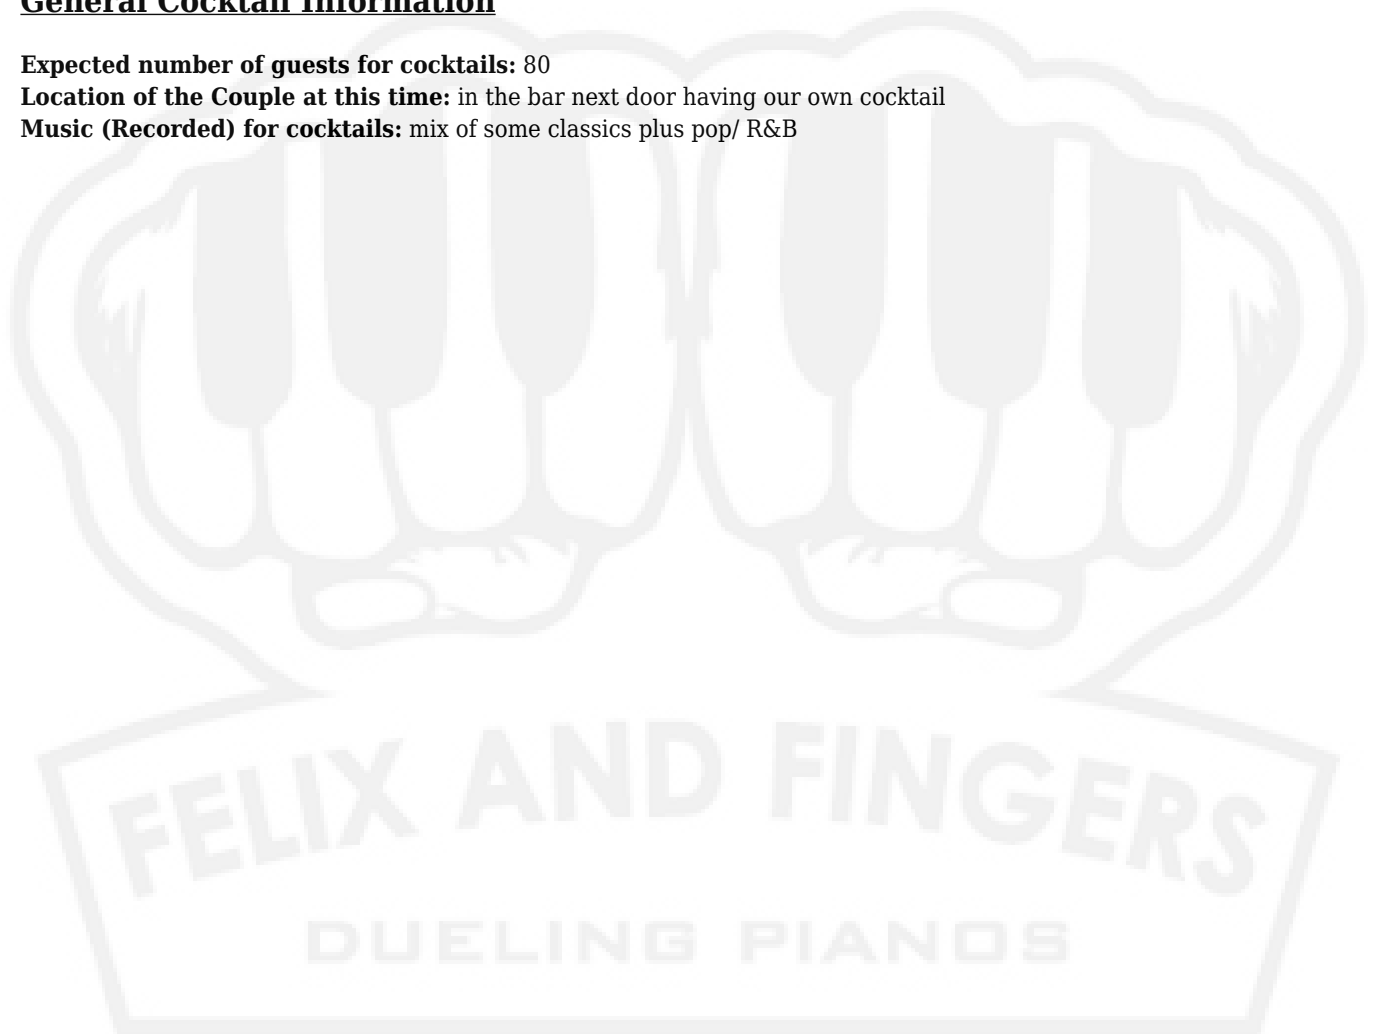 General Cocktail Information
Expected number of guests for cocktails: 80
Location of the Couple at this time: in the bar next door having our own cocktail
Music (Recorded) for cocktails: mix of some classics plus pop/ R&B
FELIX AND FINGERS
DUELING PIANOS